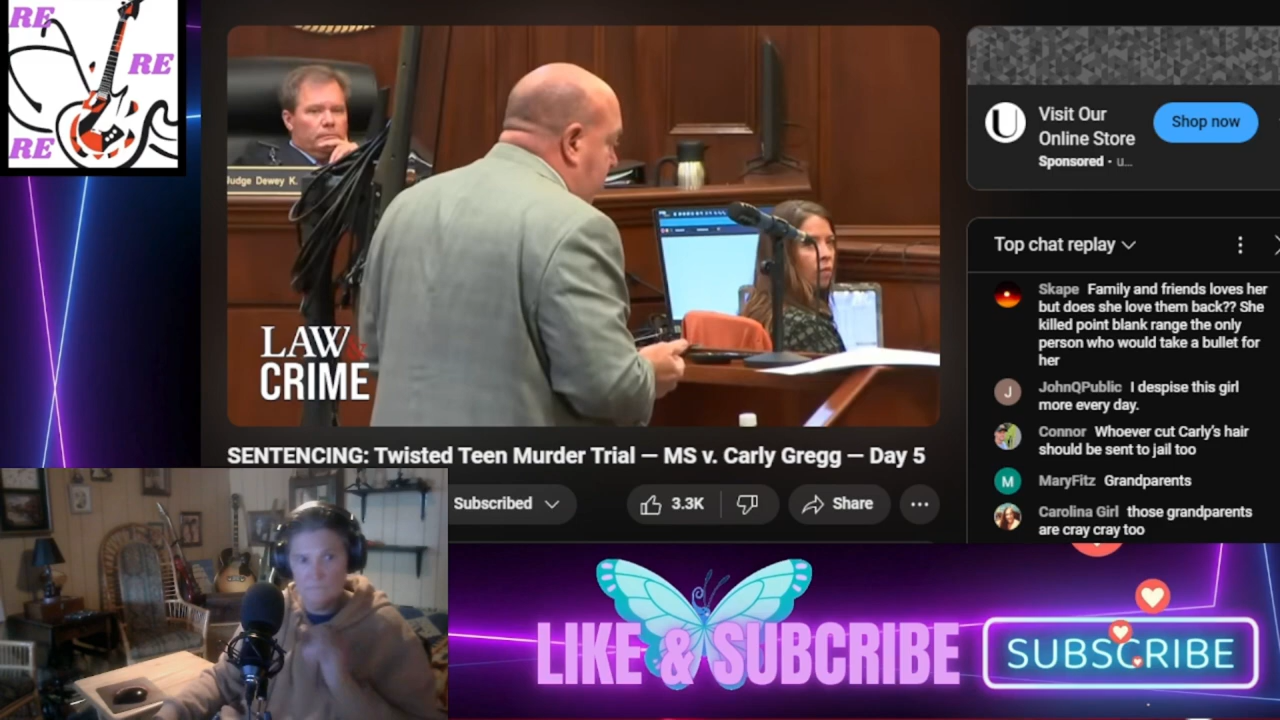 RE
RE
RE
Judge Dewey K.
LAW&
CRIME
SENTENCING: Twisted Teen Murder Trial — MS v. Carly Gregg — Day 5
Subscribed
3.3K
Share
Visit Our
Online Store
Sponsored · u...
Shop now
Top chat replay
Skape Family and friends loves her
but does she love them back?? She
killed point blank range the only
person who would take a bullet for
her
J
JohnQPublic I despise this girl
more every day.
Connor Whoever cut Carly's hair
should be sent to jail too
M
MaryFitz Grandparents
Carolina Girl those grandparents
are cray cray too
LIKE & SUBCRIBE
SUBSCRIBE